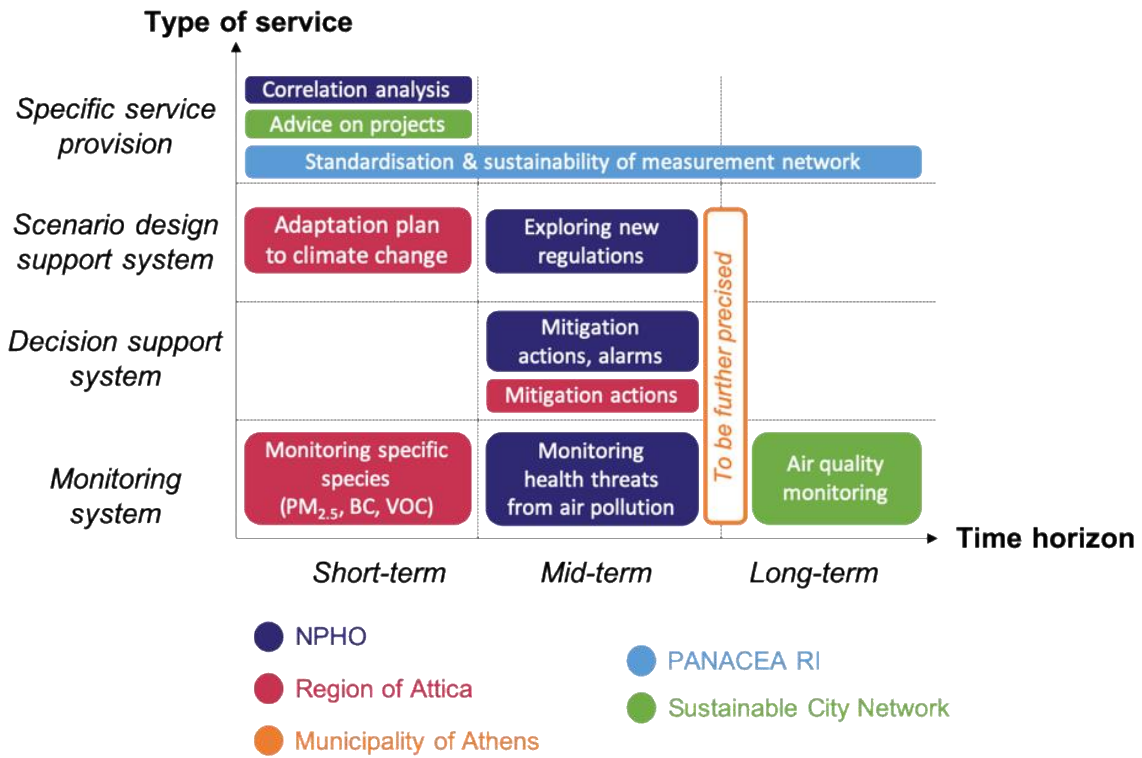 Type of service
Specific service
provision
Correlation analysis
Advice on projects
Standardisation & sustainability of measurement network
Scenario design
support system
Adaptation plan
to climate change
Exploring new
regulations
To be further precised
Decision support
system
Mitigation
actions, alarms
Mitigation actions
Monitoring
system
Monitoring specific
species
(PM2.5, BC, VOC)
Monitoring
health threats
from air pollution
Air quality
monitoring
Time horizon
Short-term
Mid-term
Long-term
NPHO
Region of Attica
Municipality of Athens
PANACEA RI
Sustainable City Network